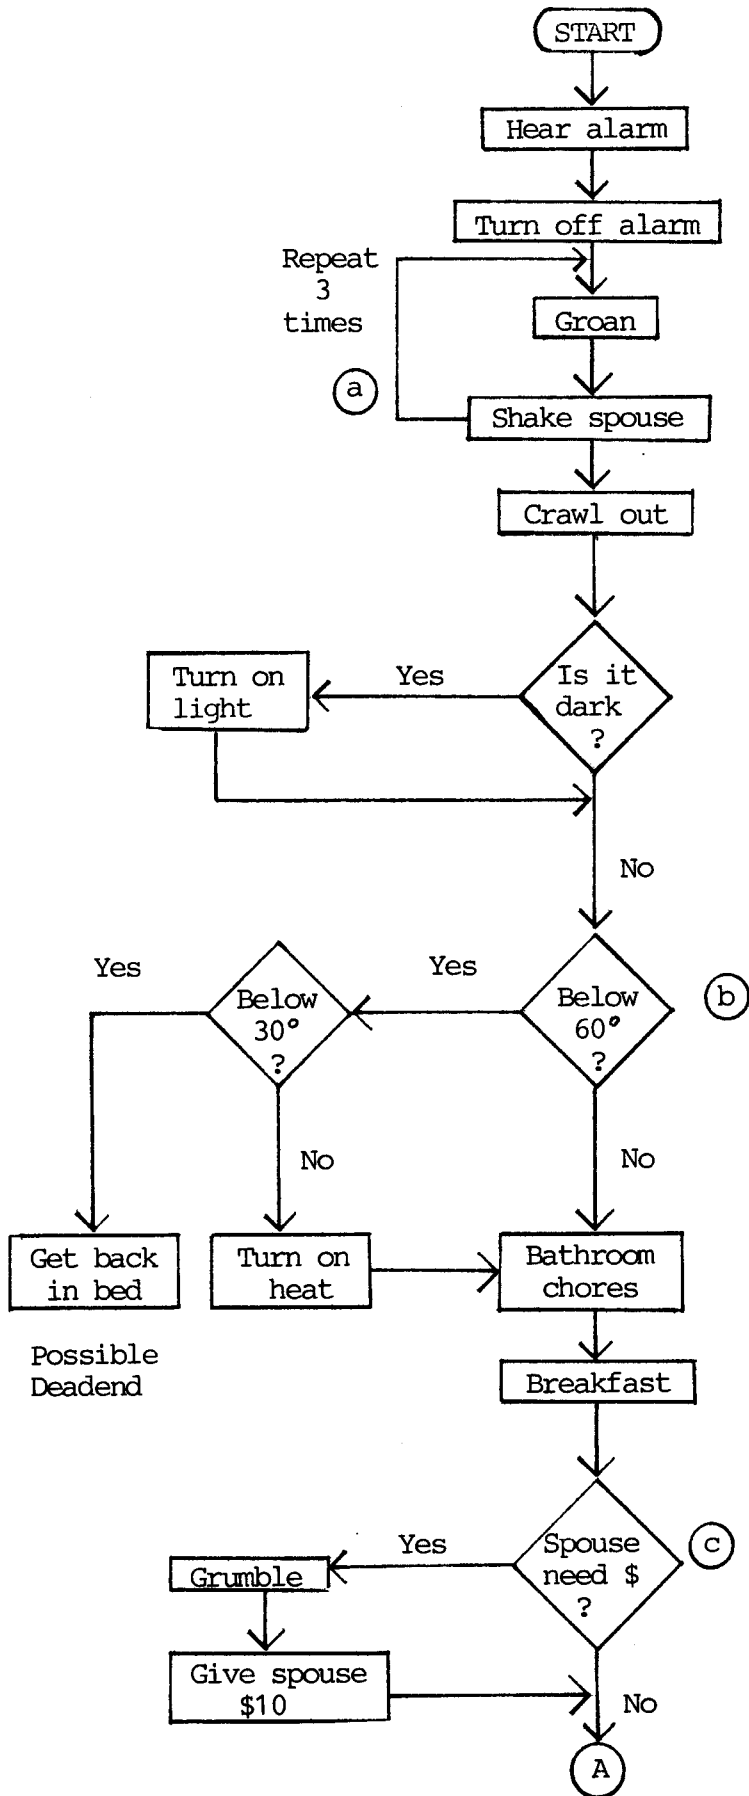 START
Hear alarm
Turn off alarm
Repeat
3
times
Groan
a
Shake spouse
Crawl out
Is it
dark
?
Yes
Turn on
light
No
Below
60°
?
b
Yes
Below
30°
?
Yes
No
No
Get back
in bed
Turn on
heat
Bathroom
chores
Possible
Deadend
Breakfast
Spouse
need $
?
c
Yes
Grumble
Give spouse
$10
No
A